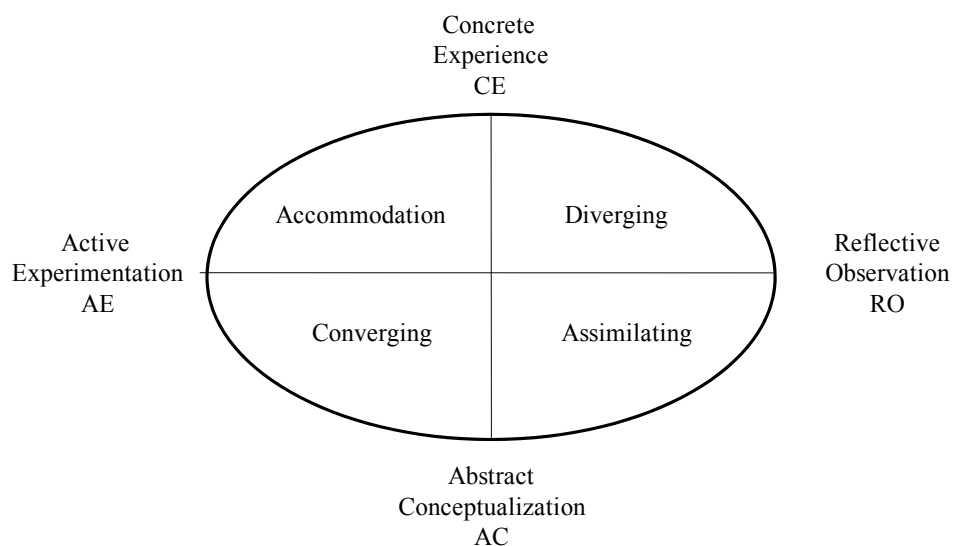 Concrete
Experience
CE
Accommodation
Diverging
Active
Experimentation
AE
Reflective
Observation
RO
Converging
Assimilating
Abstract
Conceptualization
AC